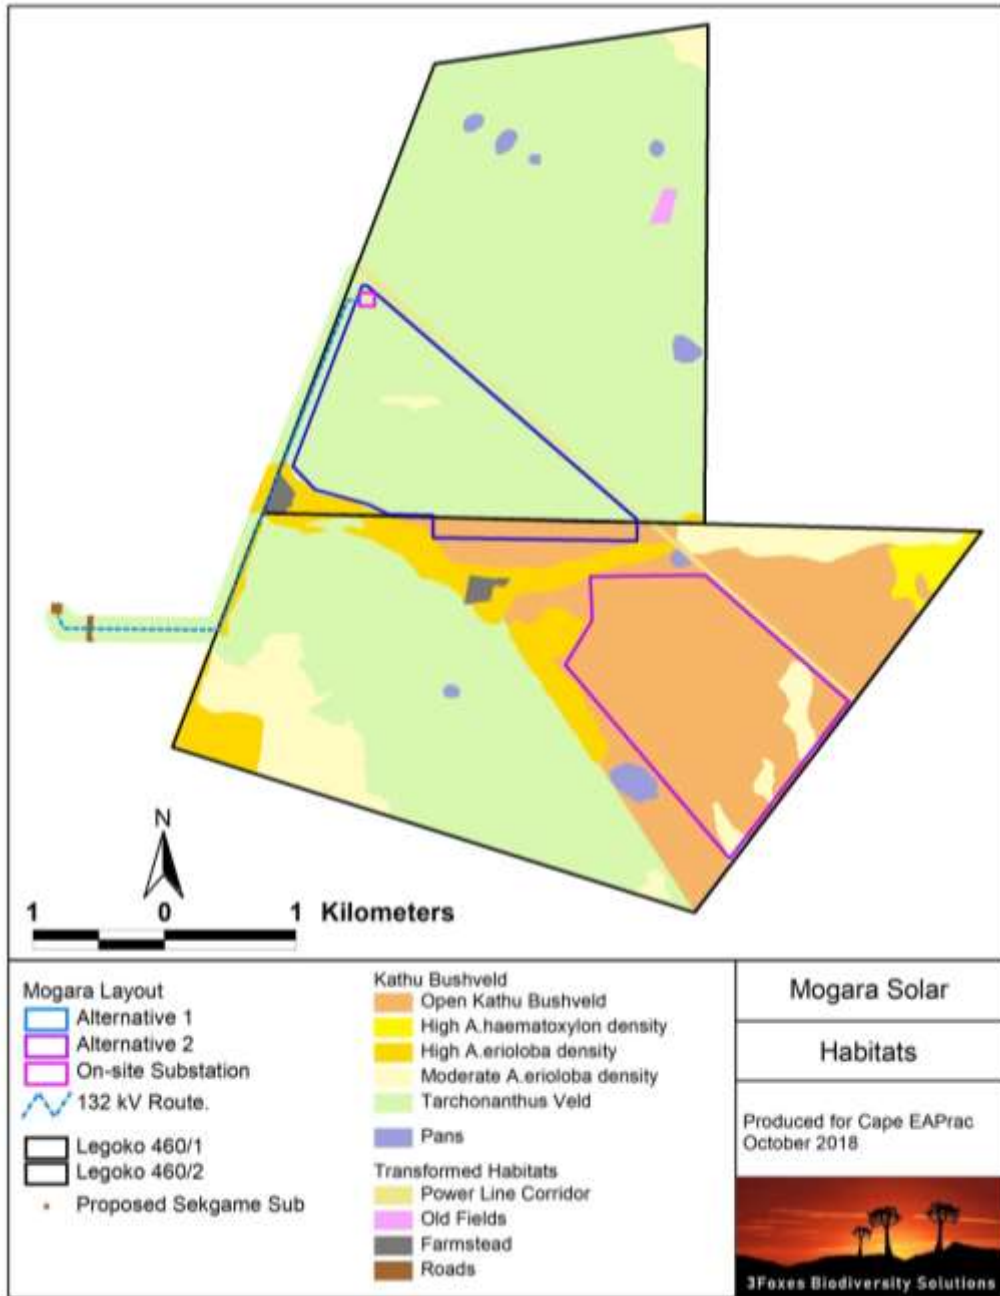 N
1 0 1 Kilometers
Mogara Layout
Alternative 1
Alternative 2
On-site Substation
132 kV Route.
Legoko 460/1
Legoko 460/2
Proposed Sekgame Sub
Kathu Bushveld
Open Kathu Bushveld
High A.haematoxylon density
High A.erioloba density
Moderate A.erioloba density
Tarchonanthus Veld
Pans
Transformed Habitats
Power Line Corridor
Old Fields
Farmstead
Roads
Mogara Solar
Habitats
Produced for Cape EAPrac
October 2018
3Foxes Biodiversity Solutions